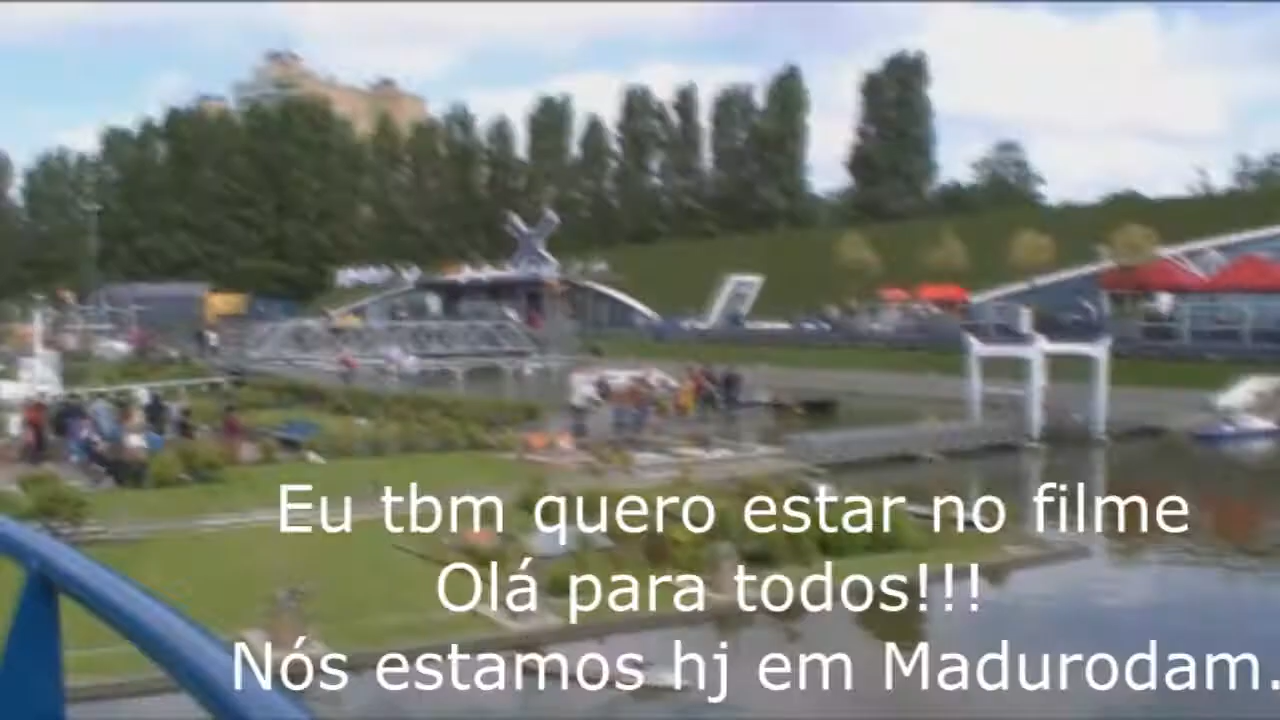 Eu tbm quero estar no filme
Olá para todos!!!
Nós estamos hj em Madurodam.